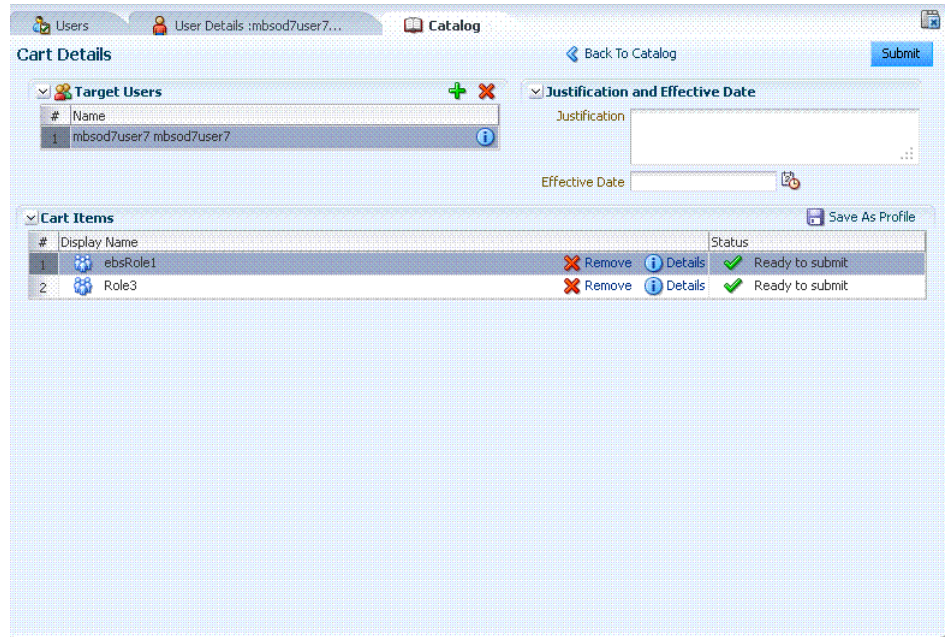 Users
User Details :mbsod7user7...
Catalog
Cart Details
Back To Catalog
Submit
Target Users
# Name
1 mbsod7user7 mbsod7user7
Justification and Effective Date
Justification
Effective Date
Cart Items
Save As Profile
# Display Name Status
1 ebsRole1 Remove Details Ready to submit
2 Role3 Remove Details Ready to submit